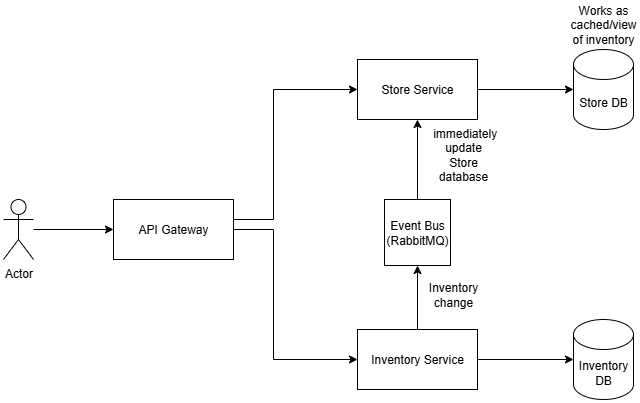 Works as
cached/view
of inventory
Store Service
Store DB
immediately
update
Store
database
API Gateway
Event Bus
(RabbitMQ)
Actor
Inventory
change
Inventory Service
Inventory
DB